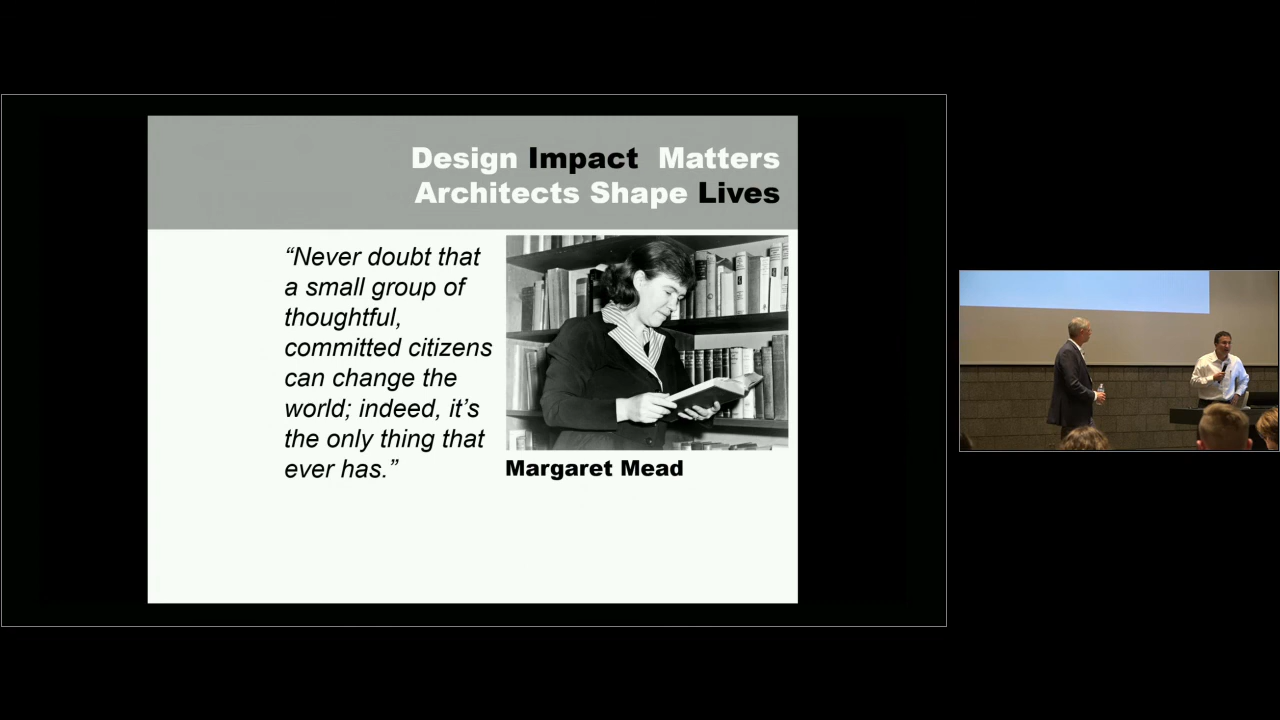 Design Impact Matters
Architects Shape Lives
“Never doubt that
a small group of
thoughtful,
committed citizens
can change the
world; indeed, it’s
the only thing that
ever has.”
Margaret Mead